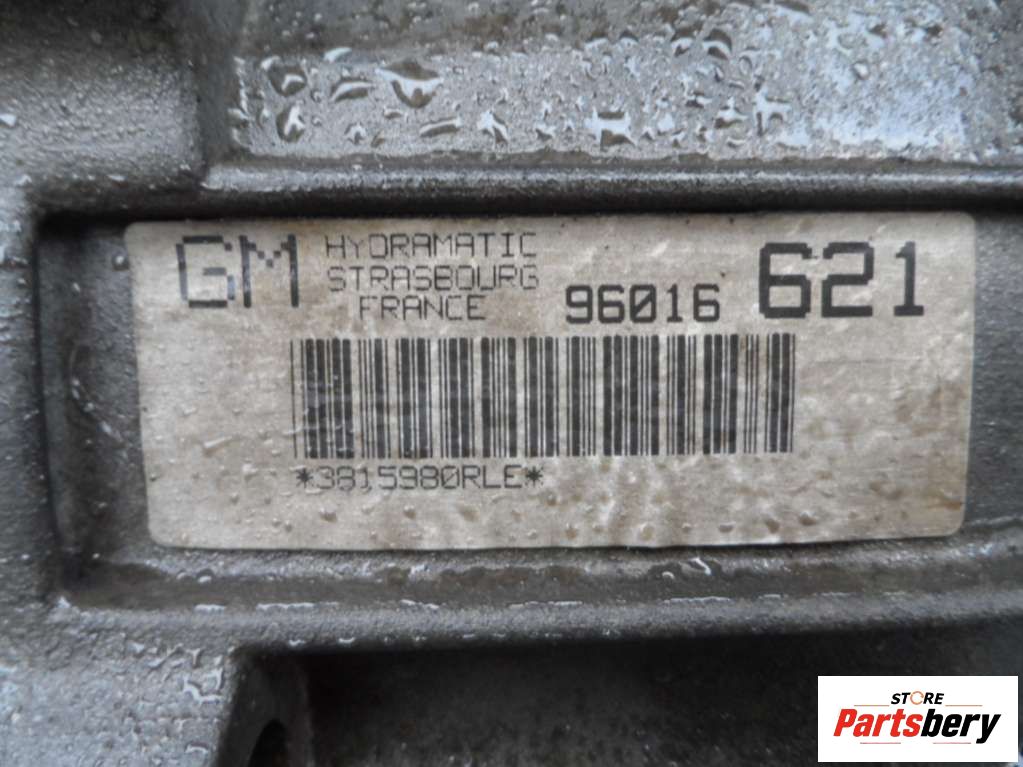 GM HYDRAMATIC
STRASBOURG
FRANCE 96016 621
*3815980RLE*
STORE
Partsbery